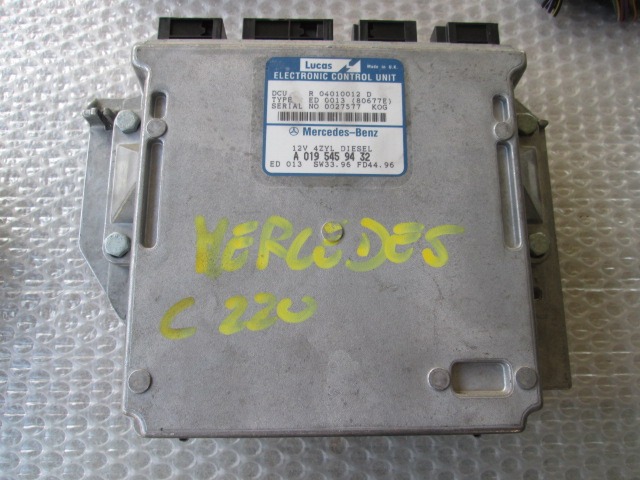 Lucas Made in U.K.
ELECTRONIC CONTROL UNIT
DCU R 04010012 D
TYPE ED 0013 (80677E)
SERIAL NO 0027577 KOG
Mercedes-Benz
12V 4ZYL DIESEL
A 019 545 94 32
ED 013 SW33.96 FD44.96
MERCEDES
C 220